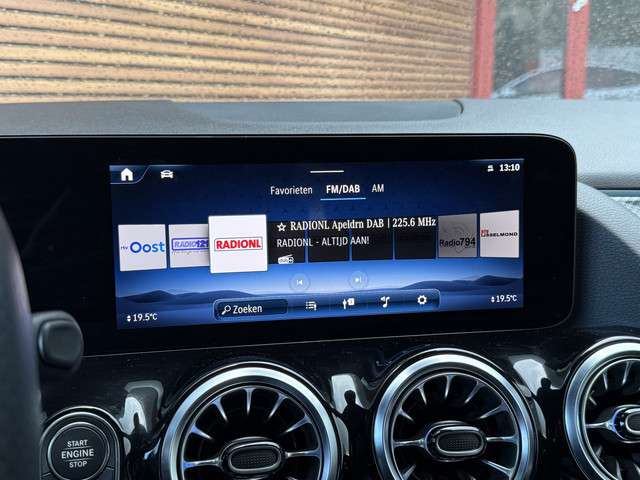 13:10
Favorieten FM/DAB AM
Oost
RADIO
RADIONL
☆ RADIONL Apeldrn DAB | 225.6 MHz
RADIONL - ALTIJD AAN!
Radio794
IJSSELMOND
19.5°C
Zoeken
19.5°C
START
ENGINE
STOP